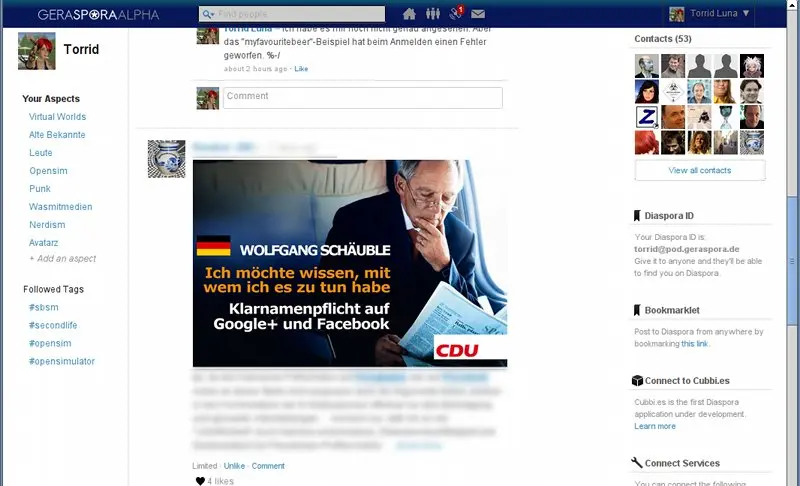 GERASPORAALPHA
Find people
1
Torrid Luna ▼
Torrid
Your Aspects
Virtual Worlds
Alte Bekannte
Leute
Opensim
Punk
Wasmitmedien
Nerdism
Avatarz
+ Add an aspect
Followed Tags
#sbsm
#secondlife
#opensim
#opensimulator
Torrid Luna – Ich habe es mir noch nicht genau angesehen. Aber
das "myfavouritebeer"-Beispiel hat beim Anmelden einen Fehler
geworfen. %-/
about 2 hours ago · Like
Comment
WOLFGANG SCHÄUBLE
Ich möchte wissen, mit
wem ich es zu tun habe
Klarnamenpflicht auf
Google+ und Facebook
CDU
Limited · Unlike · Comment
4 likes
Contacts (53)
Z
View all contacts
Diaspora ID
Your Diaspora ID is:
torrid@pod.geraspora.de
Give it to anyone and they'll be able
to find you on Diaspora.
Bookmarklet
Post to Diaspora from anywhere by
bookmarking this link.
Connect to Cubbi.es
Cubbi.es is the first Diaspora
application under development.
Learn more
Connect Services
You can connect the following